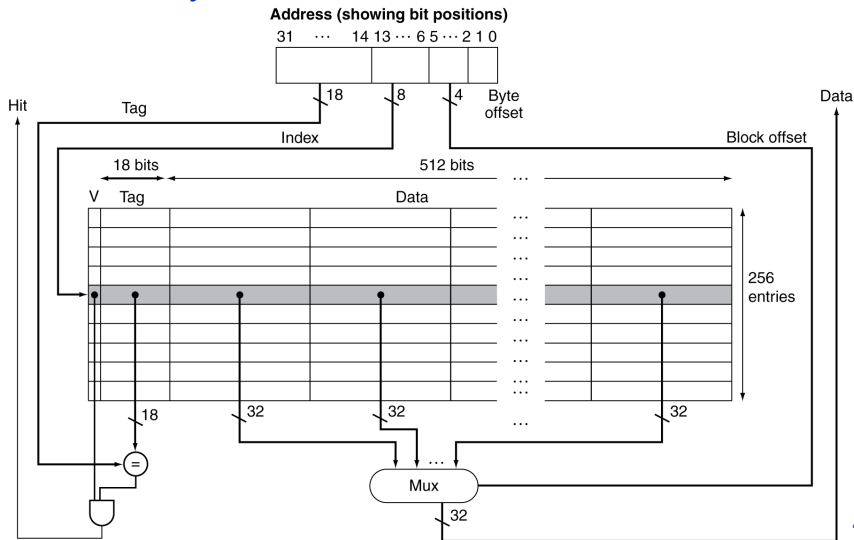 Address (showing bit positions)
31 ··· 14 13 ··· 6 5 ··· 2 1 0
18 8 4 Byte offset
Hit
Tag
Data
Index
Block offset
18 bits
512 bits
...
V Tag Data
...
...
...
...
...
256 entries
...
...
...
...
...
18 32 32 ... 32
=
...
Mux
32